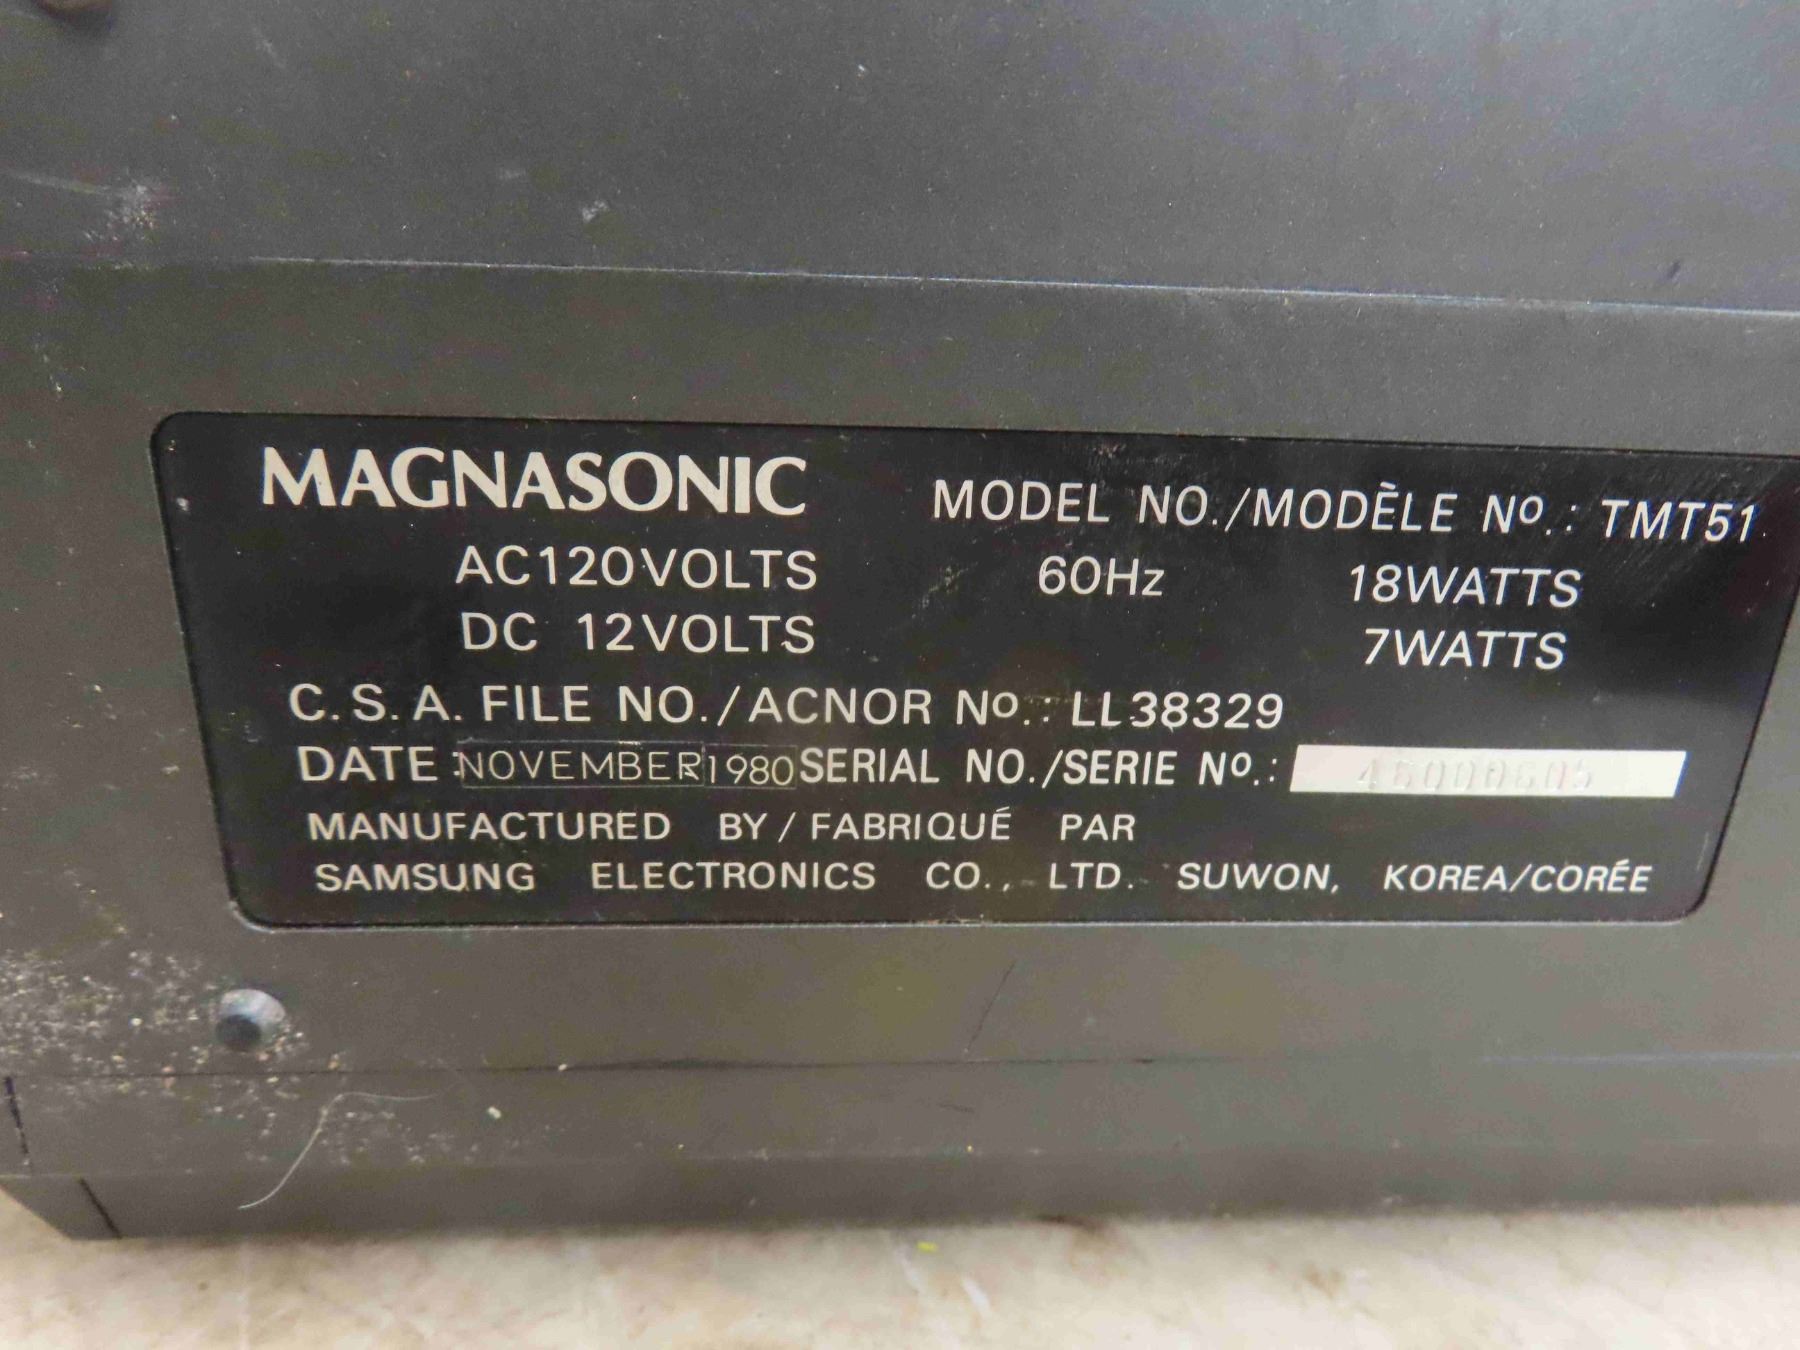 MAGNASONIC MODEL NO./MODÈLE Nº.: TMT51
AC120VOLTS 60Hz 18WATTS
DC 12VOLTS 7WATTS
C.S.A. FILE NO./ACNOR Nº.: LL38329
DATE: NOVEMBER 1980 SERIAL NO./SERIE Nº.:
MANUFACTURED BY / FABRIQUÉ PAR
SAMSUNG ELECTRONICS CO., LTD. SUWON, KOREA/CORÉE